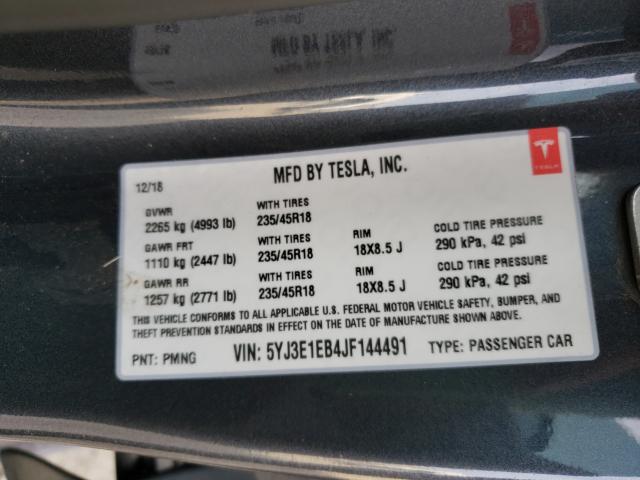 MFD BY TESLA, INC.
MFD BY TESLA, INC.
12/18
GVWR WITH TIRES
2265 kg (4993 lb) 235/45R18
GAWR FRT WITH TIRES RIM COLD TIRE PRESSURE
1110 kg (2447 lb) 235/45R18 18X8.5 J 290 kPa, 42 psi
GAWR RR WITH TIRES RIM COLD TIRE PRESSURE
1257 kg (2771 lb) 235/45R18 18X8.5 J 290 kPa, 42 psi
THIS VEHICLE CONFORMS TO ALL APPLICABLE U.S. FEDERAL MOTOR VEHICLE SAFETY, BUMPER, AND
THEFT PREVENTION STANDARDS IN EFFECT ON THE DATE OF MANUFACTURE SHOWN ABOVE.
PNT: PMNG VIN: 5YJ3E1EB4JF144491 TYPE: PASSENGER CAR